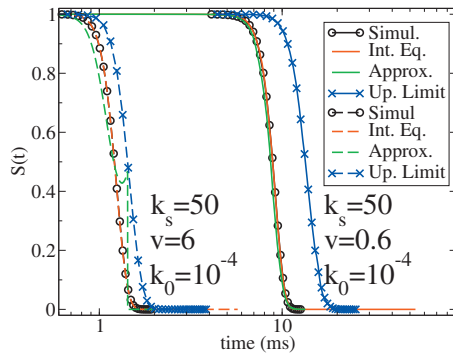 1
0.8
0.6
0.4
0.2
0
S(t)
Simul.
Int. Eq.
Approx.
Up. Limit
Simul
Int. Eq.
Approx.
Up. Limit
k_s=50
v=6
k_0=10^-4
k_s=50
v=0.6
k_0=10^-4
1
10
time (ms)